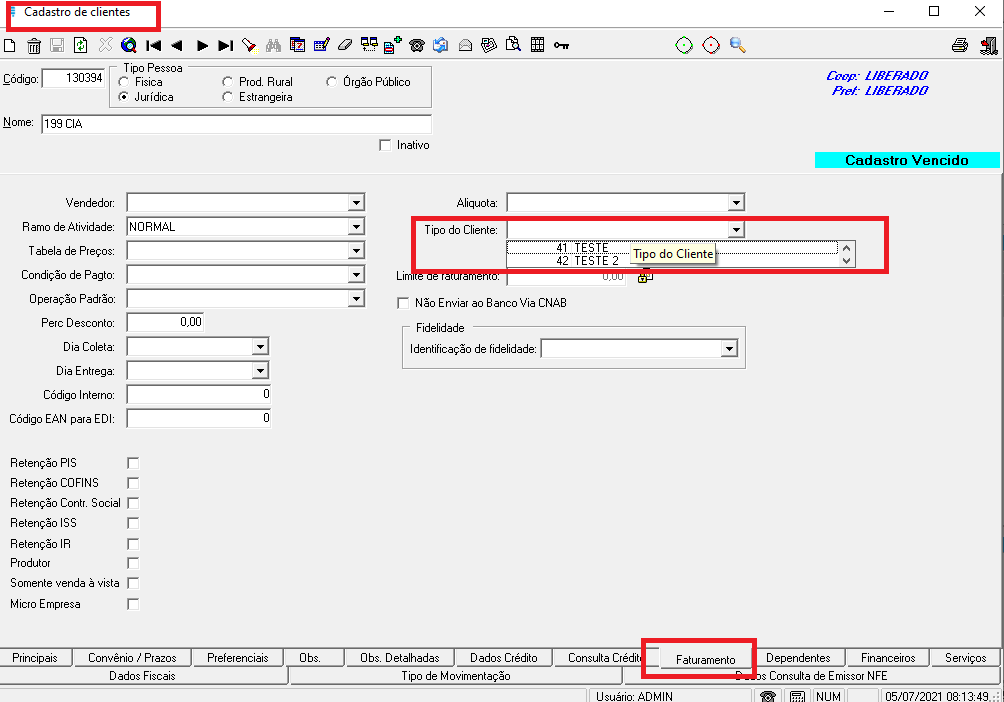 Cadastro de clientes
Código: 130394
Tipo Pessoa
Fisica
Prod. Rural
Órgão Público
Jurídica
Estrangeira
Coop: LIBERADO
Pref: LIBERADO
Nome: 199 CIA
Inativo
Cadastro Vencido
Vendedor:
Aliquota:
Ramo de Atividade: NORMAL
Tipo do Cliente:
41 TESTE
42 TESTE 2
Tipo do Cliente
Tabela de Preços:
Condição de Pagto:
Limite de faturamento: 0,00
Operação Padrão:
Não Enviar ao Banco Via CNAB
Perc Desconto: 0,00
Fidelidade
Dia Coleta:
Identificação de fidelidade:
Dia Entrega:
Código Interno: 0
Código EAN para EDI: 0
Retenção PIS
Retenção COFINS
Retenção Contr. Social
Retenção ISS
Retenção IR
Produtor
Somente venda à vista
Micro Empresa
Principais Convênio / Prazos Preferenciais Obs. Obs. Detalhadas Dados Crédito Consulta Crédito Faturamento Dependentes Financeiros Serviços
Dados Fiscais Tipo de Movimentação Dados Consulta de Emissor NFE
Usuário: ADMIN NUM 05/07/2021 08:13:49